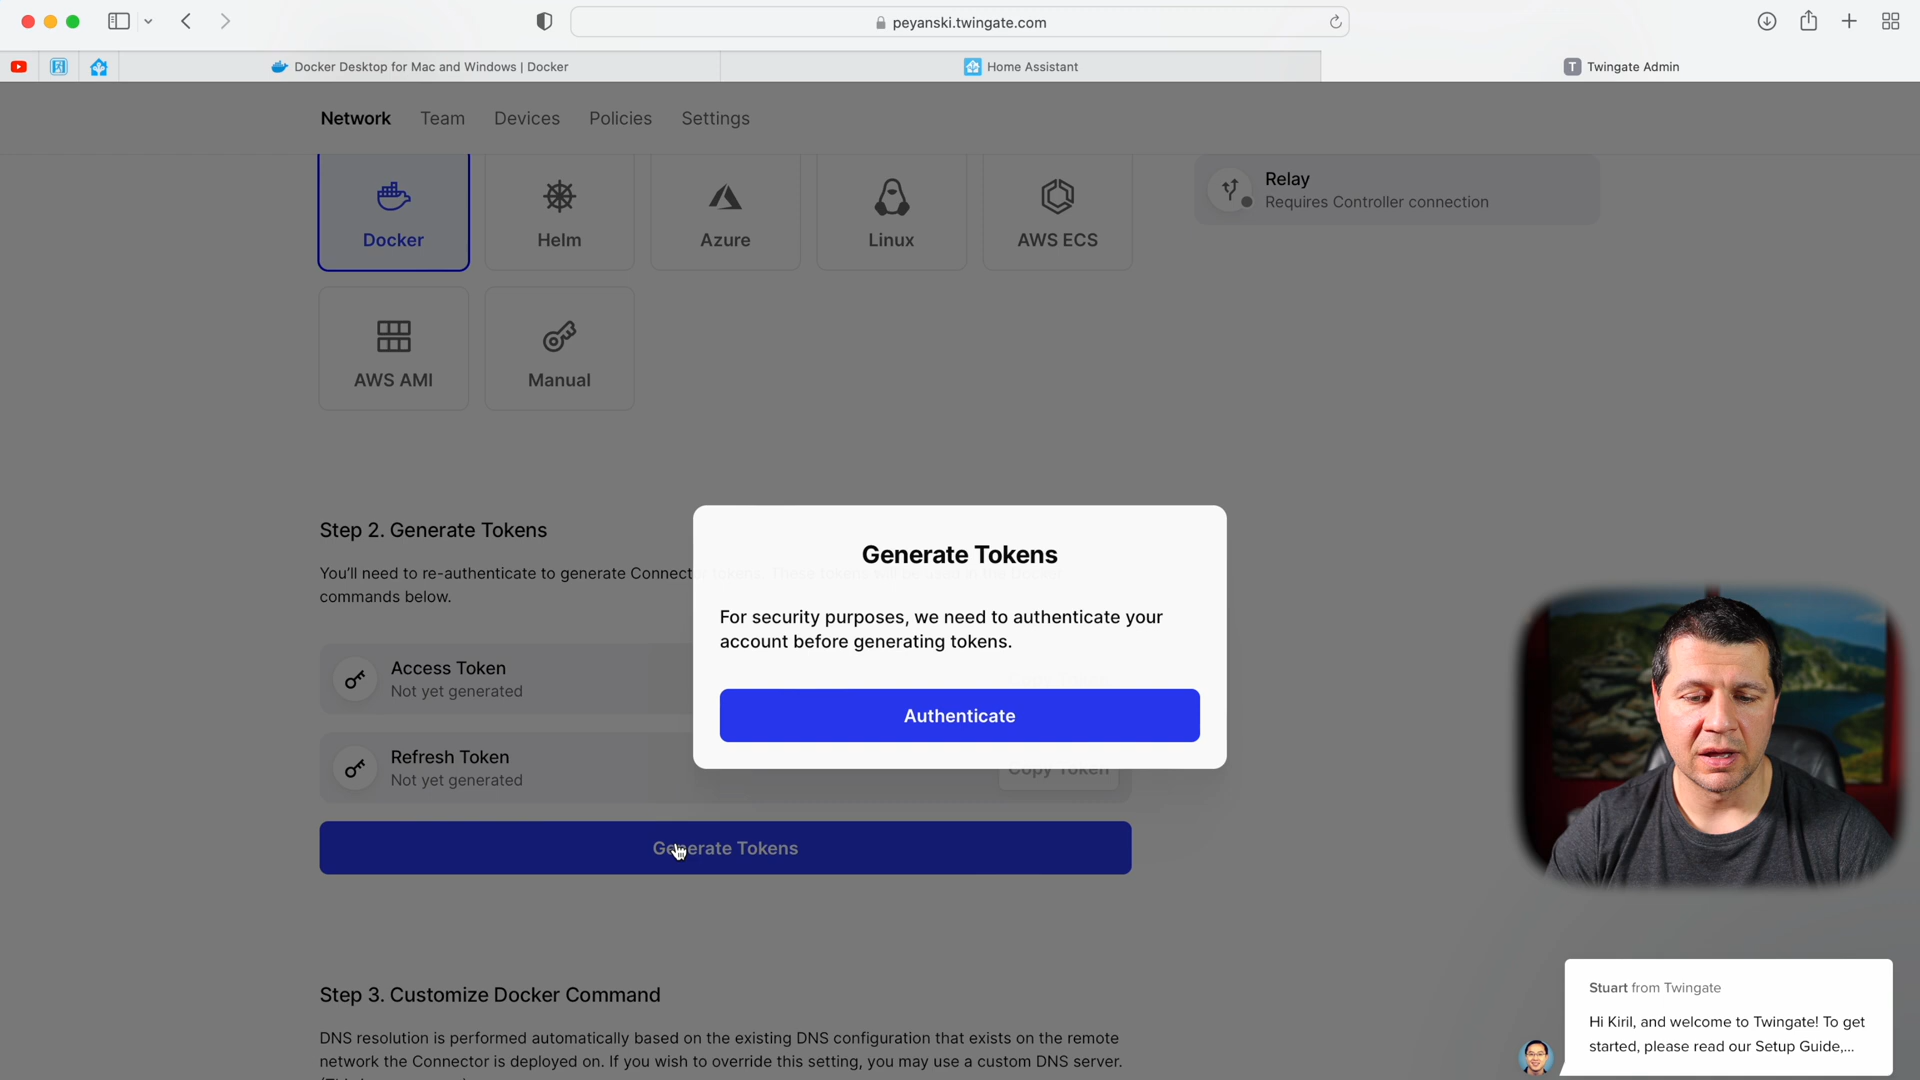 peyanski.twingate.com
Docker Desktop for Mac and Windows | Docker
Home Assistant
T Twingate Admin
Network Team Devices Policies Settings
Docker
Helm
Azure
Linux
AWS ECS
Relay
Requires Controller connection
AWS AMI
Manual
Step 2. Generate Tokens
You'll need to re-authenticate to generate Connect
commands below.
Generate Tokens
For security purposes, we need to authenticate your
account before generating tokens.
Authenticate
Access Token
Not yet generated
Refresh Token
Not yet generated
Copy Token
Generate Tokens
Step 3. Customize Docker Command
DNS resolution is performed automatically based on the existing DNS configuration that exists on the remote
network the Connector is deployed on. If you wish to override this setting, you may use a custom DNS server.
Stuart from Twingate
Hi Kiril, and welcome to Twingate! To get
started, please read our Setup Guide,...